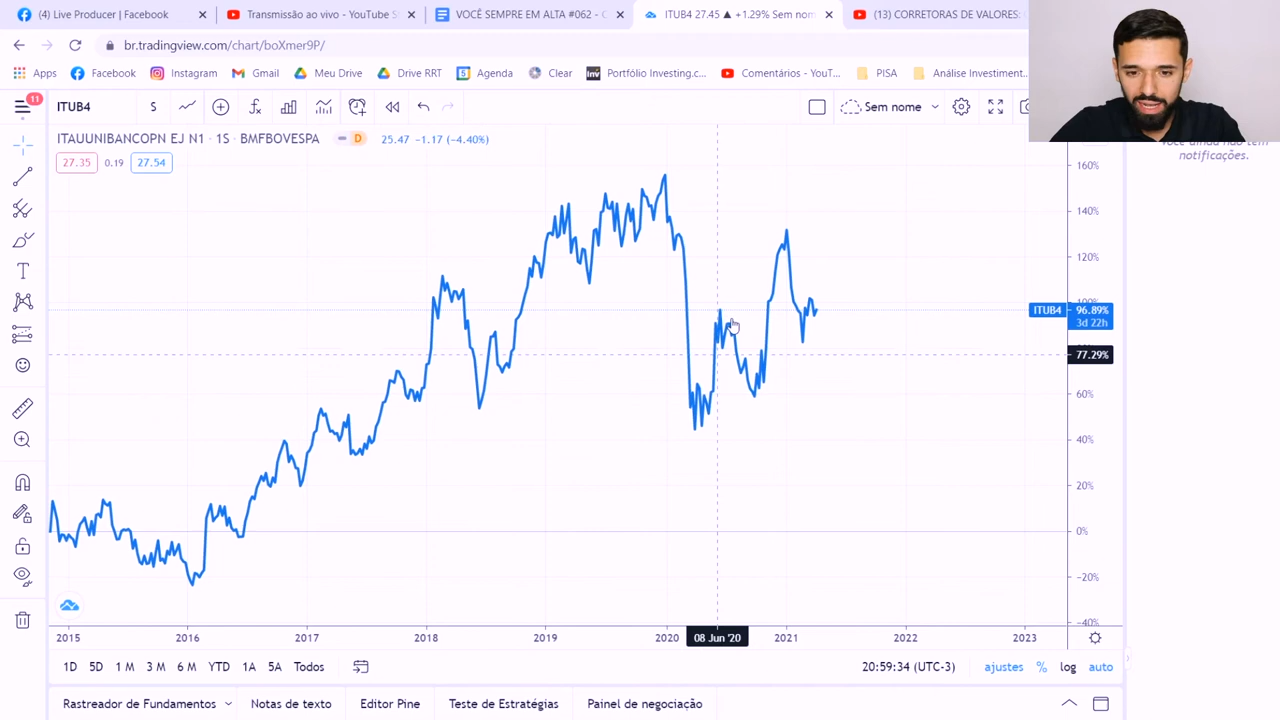 (4) Live Producer | Facebook
Transmissão ao vivo - YouTube S
VOCÊ SEMPRE EM ALTA #062 - C
ITUB4 27.45 ▲ +1.29% Sem nom
(13) CORRETORAS DE VALORES:
br.tradingview.com/chart/boXmer9P/
Apps
Facebook
Instagram
Gmail
Meu Drive
Drive RRT
Agenda
Clear
Portfólio Investing.c...
Comentários - YouT...
PISA
Análise Investiment...
11
ITUB4
S
Sem nome
ITAUUNIBANCOPN EJ N1 · 1S · BMFBOVESPA
D
25.47 −1.17 (−4.40%)
27.35
0.19
27.54
Você ainda não tem
notificações.
160%
140%
120%
100%
ITUB4
96.89%
3d 22h
77.29%
60%
40%
20%
0%
−20%
−40%
2015
2016
2017
2018
2019
2020
08 Jun '20
2021
2022
2023
1D
5D
1 M
3 M
6 M
YTD
1A
5A
Todos
20:59:34 (UTC-3)
ajustes
%
log
auto
Rastreador de Fundamentos
Notas de texto
Editor Pine
Teste de Estratégias
Painel de negociação